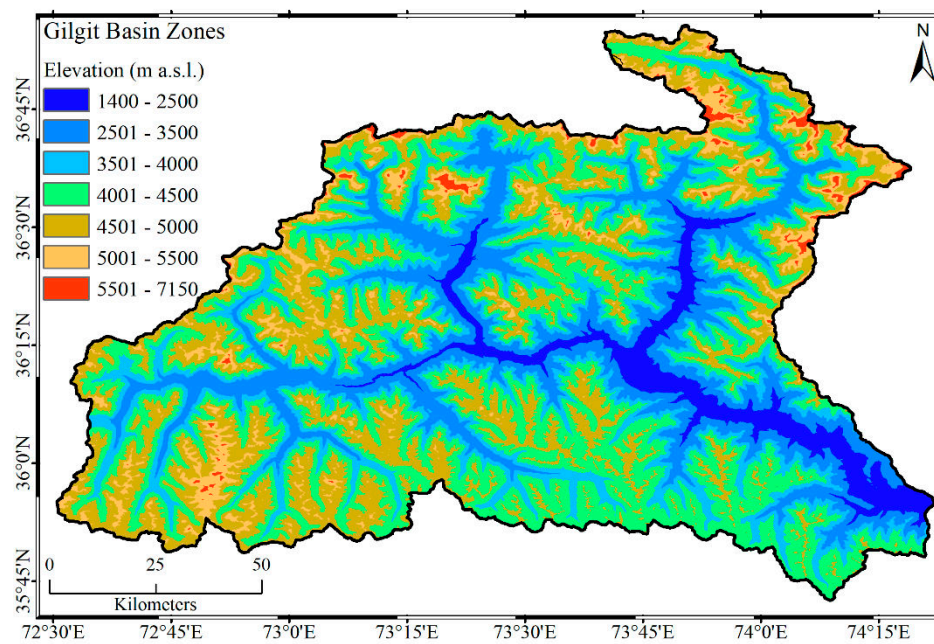 Gilgit Basin Zones
Elevation (m a.s.l.)
1400 - 2500
2501 - 3500
3501 - 4000
4001 - 4500
4501 - 5000
5001 - 5500
5501 - 7150
N
36°45'N
36°30'N
36°15'N
36°0'N
35°45'N
0 25 50
Kilometers
72°30'E 72°45'E 73°0'E 73°15'E 73°30'E 73°45'E 74°0'E 74°15'E